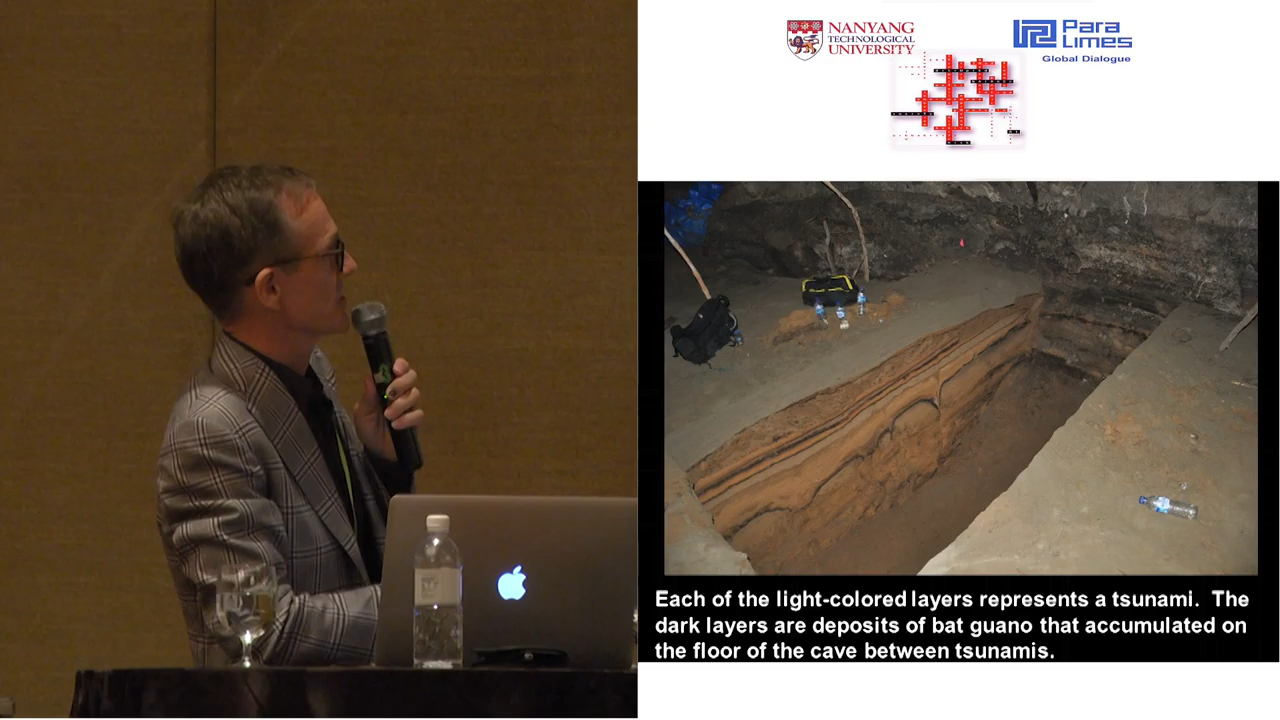 NANYANG
TECHNOLOGICAL
UNIVERSITY
Para
Limes
Global Dialogue
Each of the light-colored layers represents a tsunami. The
dark layers are deposits of bat guano that accumulated on
the floor of the cave between tsunamis.